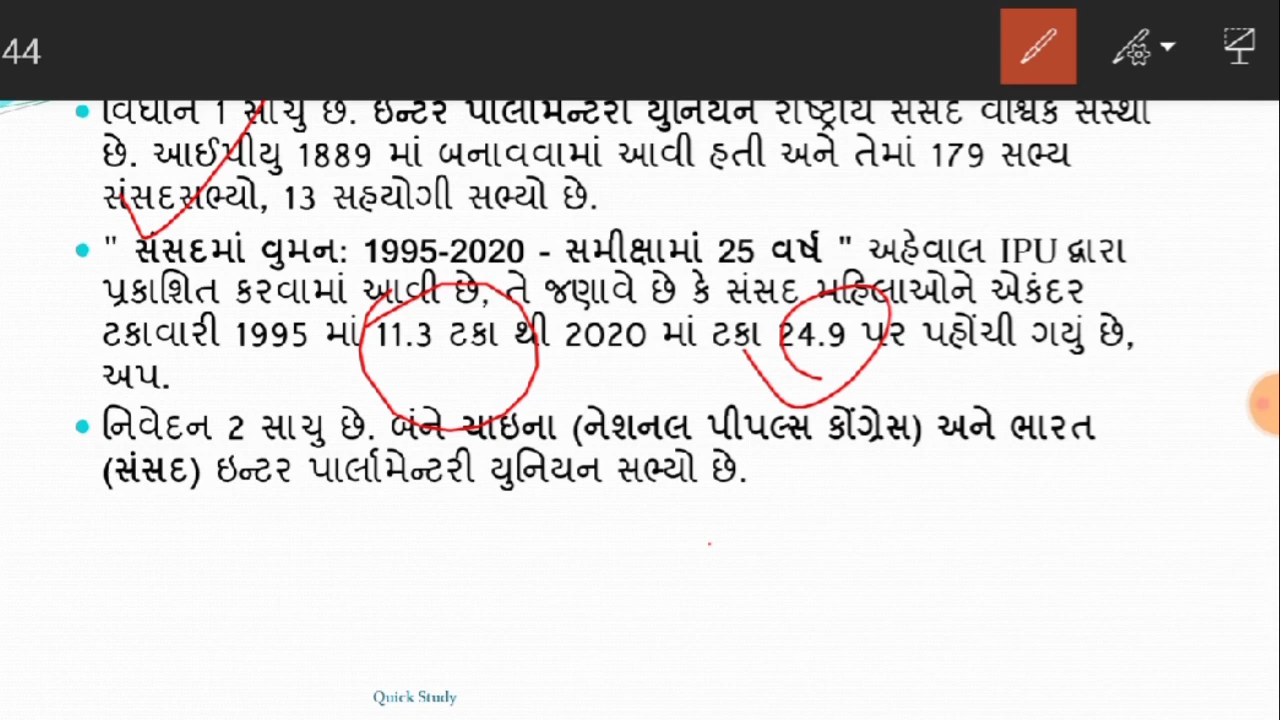 44
• વિધાન 1 સાચુ છે. ઇન્ટર પાર્લામેન્ટરી યુનિયન રાષ્ટ્રીય સંસદ વૈશ્વિક સંસ્થા
છે. આઈપીયુ 1889 માં બનાવવામાં આવી હતી અને તેમાં 179 સભ્ય
સંસદસભ્યો, 13 સહયોગી સભ્યો છે.
• " સંસદમાં વુમન: 1995-2020 - સમીક્ષામાં 25 વર્ષ " અહેવાલ IPU દ્વારા
પ્રકાશિત કરવામાં આવી છે, તે જણાવે છે કે સંસદ મહિલાઓને એકંદર
ટકાવારી 1995 માં 11.3 ટકા થી 2020 માં ટકા 24.9 પર પહોંચી ગયું છે,
અપ.
• નિવેદન 2 સાચુ છે. બંને ચાઇના (નેશનલ પીપલ્સ કોંગ્રેસ) અને ભારત
(સંસદ) ઇન્ટર પાર્લામેન્ટરી યુનિયન સભ્યો છે.
Quick Study